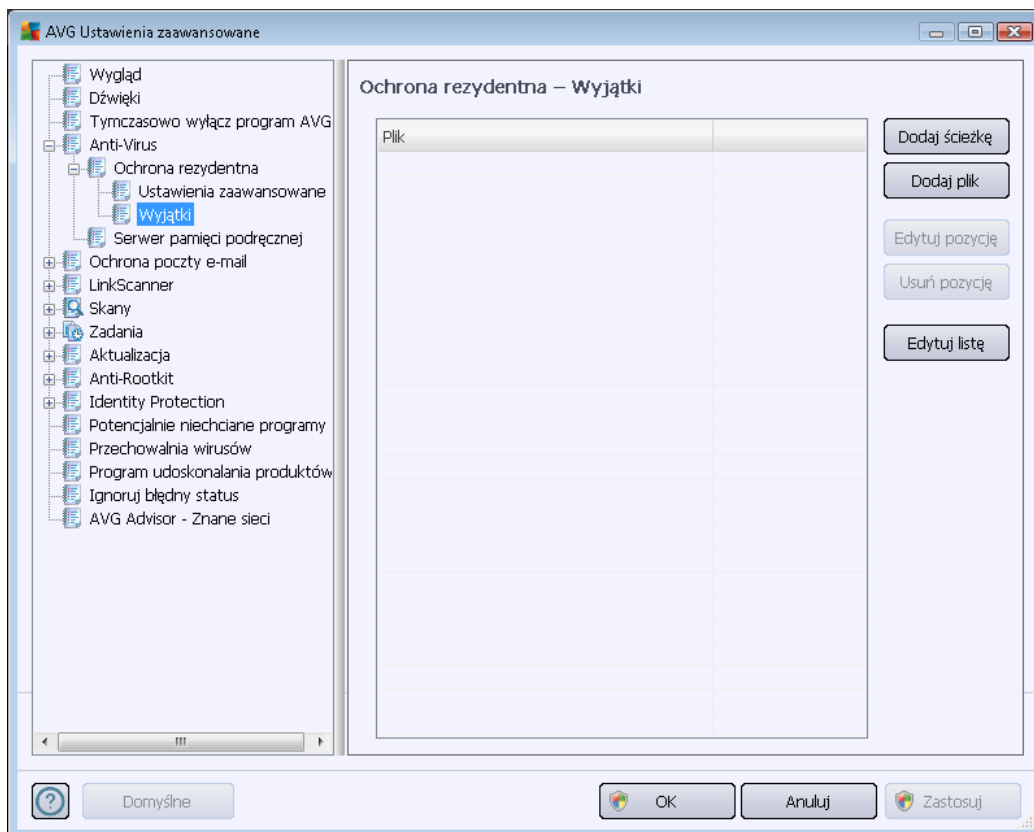 AVG Ustawienia zaawansowane
Wygląd
Dźwięki
Tymczasowo wyłącz program AVG
Anti-Virus
Ochrona rezydentna
Ustawienia zaawansowane
Wyjątki
Serwer pamięci podręcznej
Ochrona poczty e-mail
LinkScanner
Skany
Zadania
Aktualizacja
Anti-Rootkit
Identity Protection
Potencjalnie niechciane programy
Przechowalnia wirusów
Program udoskonalania produktów
Ignoruj błędny status
AVG Advisor - Znane sieci
Ochrona rezydentna – Wyjątki
Plik
Dodaj ścieżkę
Dodaj plik
Edytuj pozycję
Usuń pozycję
Edytuj listę
Domyślne
OK
Anuluj
Zastosuj